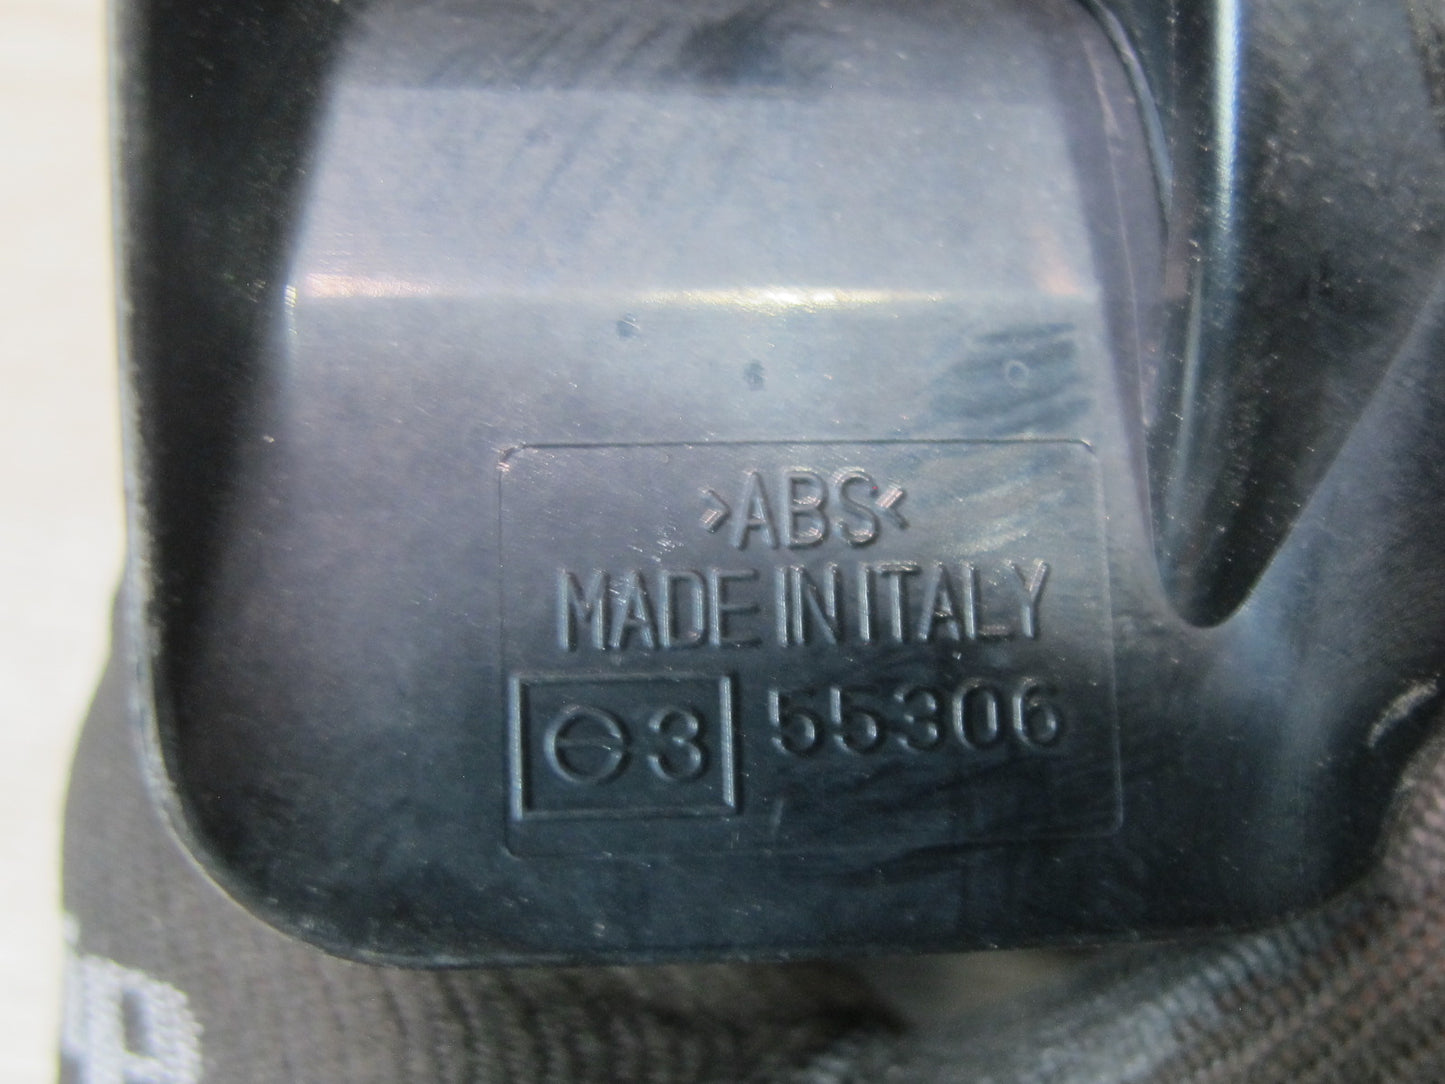 >ABS<
MADE IN ITALY
⊖3 55306